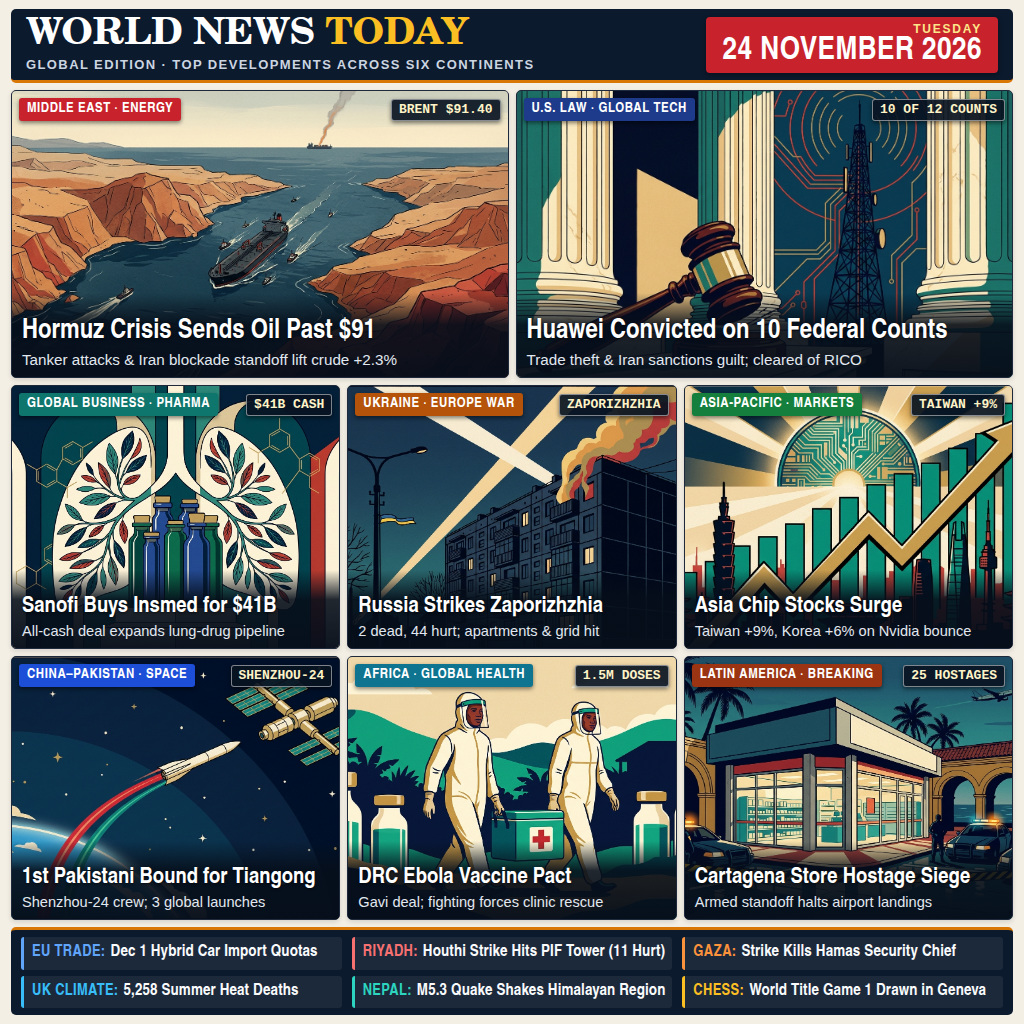 WORLD NEWS TODAY
GLOBAL EDITION · TOP DEVELOPMENTS ACROSS SIX CONTINENTS
TUESDAY
24 NOVEMBER 2026
MIDDLE EAST · ENERGY
BRENT $91.40
Hormuz Crisis Sends Oil Past $91
Tanker attacks & Iran blockade standoff lift crude +2.3%
U.S. LAW · GLOBAL TECH
10 OF 12 COUNTS
Huawei Convicted on 10 Federal Counts
Trade theft & Iran sanctions guilt; cleared of RICO
GLOBAL BUSINESS · PHARMA
$41B CASH
Sanofi Buys Insmed for $41B
All-cash deal expands lung-drug pipeline
UKRAINE · EUROPE WAR
ZAPORIZHZHIA
Russia Strikes Zaporizhzhia
2 dead, 44 hurt; apartments & grid hit
ASIA-PACIFIC · MARKETS
TAIWAN +9%
Asia Chip Stocks Surge
Taiwan +9%, Korea +6% on Nvidia bounce
CHINA–PAKISTAN · SPACE
SHENZHOU-24
1st Pakistani Bound for Tiangong
Shenzhou-24 crew; 3 global launches
AFRICA · GLOBAL HEALTH
1.5M DOSES
DRC Ebola Vaccine Pact
Gavi deal; fighting forces clinic rescue
LATIN AMERICA · BREAKING
25 HOSTAGES
Cartagena Store Hostage Siege
Armed standoff halts airport landings
EU TRADE: Dec 1 Hybrid Car Import Quotas
RIYADH: Houthi Strike Hits PIF Tower (11 Hurt)
GAZA: Strike Kills Hamas Security Chief
UK CLIMATE: 5,258 Summer Heat Deaths
NEPAL: M5.3 Quake Shakes Himalayan Region
CHESS: World Title Game 1 Drawn in Geneva